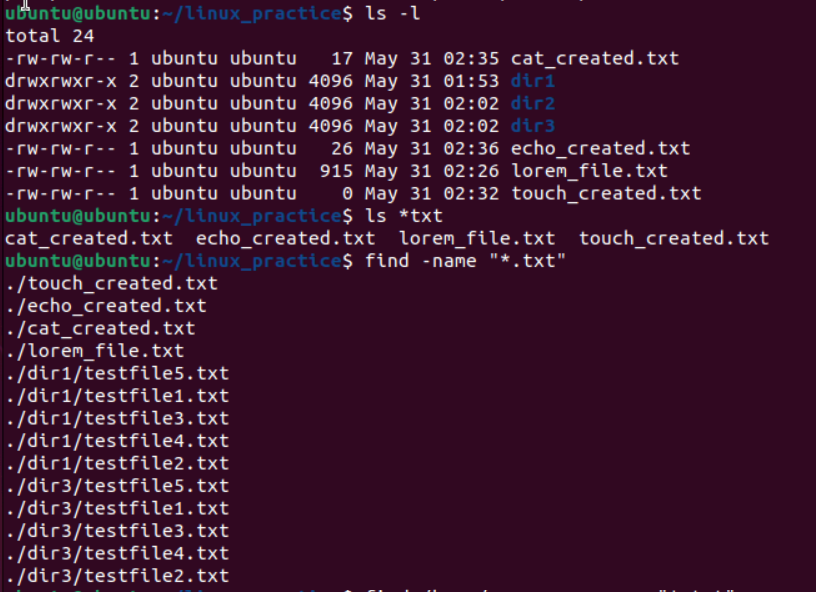 ubuntu@ubuntu:~/linux_practice$ ls -l
total 24
-rw-rw-r-- 1 ubuntu ubuntu   17 May 31 02:35 cat_created.txt
drwxrwxr-x 2 ubuntu ubuntu 4096 May 31 01:53 dir1
drwxrwxr-x 2 ubuntu ubuntu 4096 May 31 02:02 dir2
drwxrwxr-x 2 ubuntu ubuntu 4096 May 31 02:02 dir3
-rw-rw-r-- 1 ubuntu ubuntu   26 May 31 02:36 echo_created.txt
-rw-rw-r-- 1 ubuntu ubuntu  915 May 31 02:26 lorem_file.txt
-rw-rw-r-- 1 ubuntu ubuntu    0 May 31 02:32 touch_created.txt
ubuntu@ubuntu:~/linux_practice$ ls *txt
cat_created.txt  echo_created.txt  lorem_file.txt  touch_created.txt
ubuntu@ubuntu:~/linux_practice$ find -name "*.txt"
./touch_created.txt
./echo_created.txt
./cat_created.txt
./lorem_file.txt
./dir1/testfile5.txt
./dir1/testfile1.txt
./dir1/testfile3.txt
./dir1/testfile4.txt
./dir1/testfile2.txt
./dir3/testfile5.txt
./dir3/testfile1.txt
./dir3/testfile3.txt
./dir3/testfile4.txt
./dir3/testfile2.txt